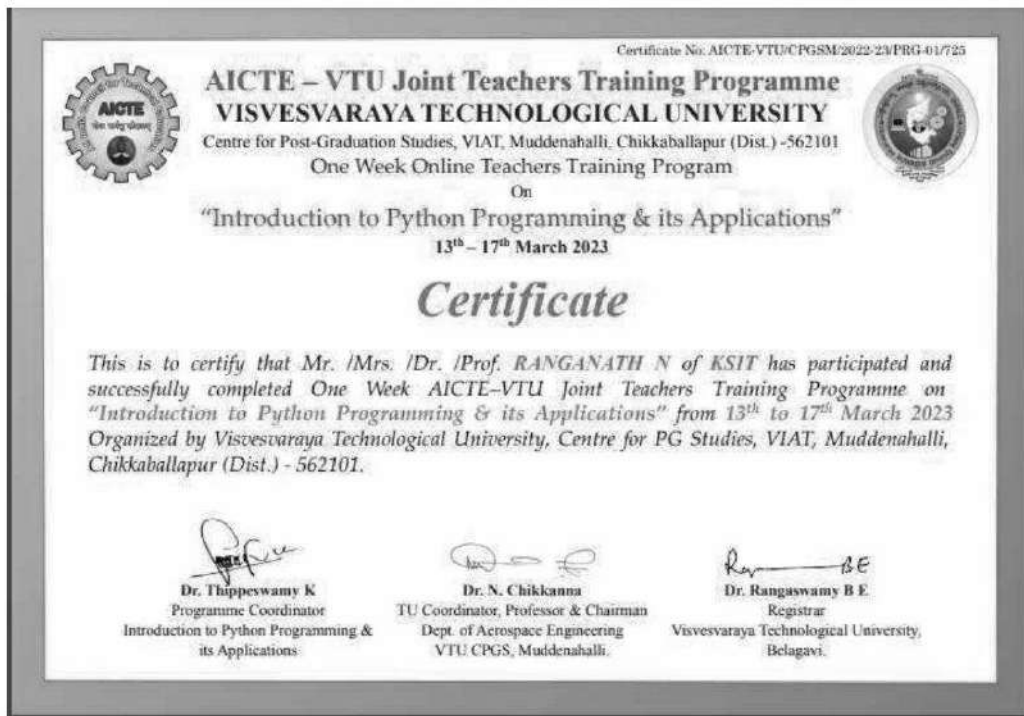 Certificate No: AICTE-VTU/CPGSM/2022-23/PRG-01/725
AICTE – VTU Joint Teachers Training Programme
VISVESVARAYA TECHNOLOGICAL UNIVERSITY
Centre for Post-Graduation Studies, VIAT, Muddenahalli, Chikkaballapur (Dist.) -562101
One Week Online Teachers Training Program
On
“Introduction to Python Programming & its Applications”
13th – 17th March 2023
AICTE
Certificate
This is to certify that Mr. /Mrs. /Dr. /Prof. RANGANATH N of KSIT has participated and
successfully completed One Week AICTE–VTU Joint Teachers Training Programme on
“Introduction to Python Programming & its Applications” from 13th to 17th March 2023
Organized by Visvesvaraya Technological University, Centre for PG Studies, VIAT, Muddenahalli,
Chikkaballapur (Dist.) - 562101.
BE
Dr. Thippeswamy K
Programme Coordinator
Introduction to Python Programming &
its Applications
Dr. N. Chikkanna
TU Coordinator, Professor & Chairman
Dept. of Aerospace Engineering
VTU CPGS, Muddenahalli.
Dr. Rangaswamy B E
Registrar
Visvesvaraya Technological University,
Belagavi.